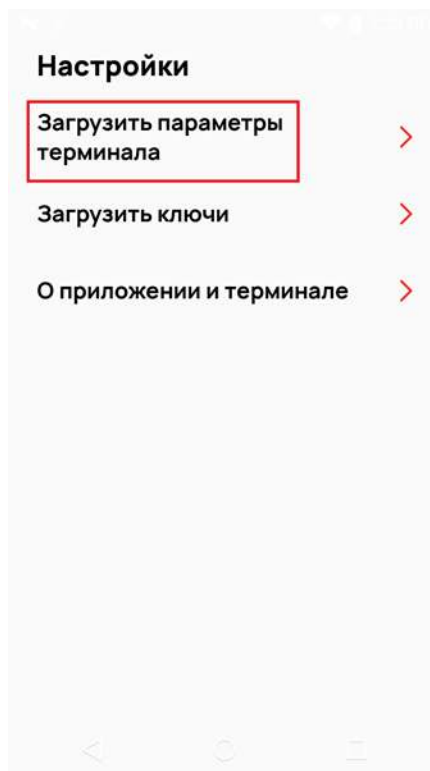 Настройки
Загрузить параметры
терминала
Загрузить ключи
О приложении и терминале